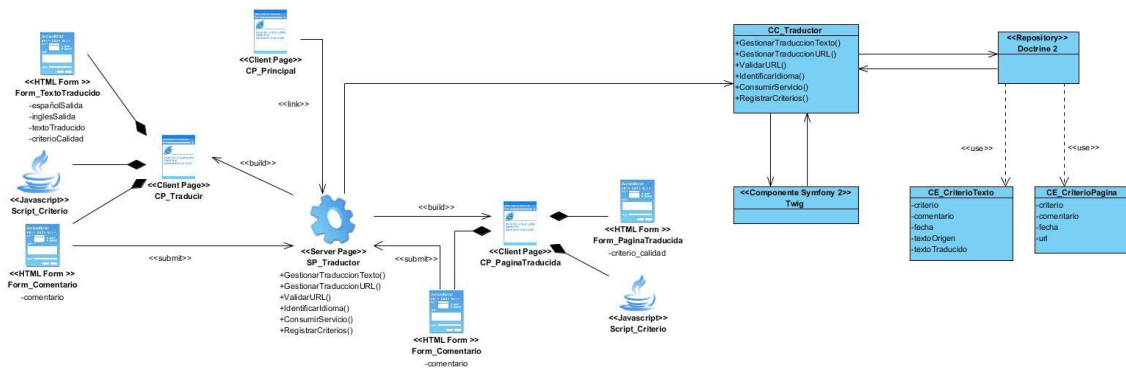 <<HTML Form >>
Form_TextoTraducido
-españolSalida
-inglesSalida
-textoTraducido
-criterioCalidad
<<Javascript>>
Script_Criterio
<<HTML Form >>
Form_Comentario
-comentario
<<Client Page>>
CP_Traducir
<<Client Page>>
CP_Principal
<<link>>
<<build>>
<<submit>>
<<Server Page>>
SP_Traductor
+GestionarTraduccionTexto()
+GestionarTraduccionURL()
+ValidarURL()
+IdentificarIdioma()
+ConsumirServicio()
+RegistrarCriterios()
<<build>>
<<submit>>
<<HTML Form >>
Form_Comentario
-comentario
<<Client Page>>
CP_PaginaTraducida
<<HTML Form >>
Form_PaginaTraducida
-criterio_calidad
<<Javascript>>
Script_Criterio
CC_Traductor
+GestionarTraduccionTexto()
+GestionarTraduccionURL()
+ValidarURL()
+IdentificarIdioma()
+ConsumirServicio()
+RegistrarCriterios()
<<Componente Symfony 2>>
Twig
<<Repository>>
Doctrine 2
<<use>>
<<use>>
CE_CriterioTexto
-criterio
-comentario
-fecha
-textoOrigen
-textoTraducido
CE_CriterioPagina
-criterio
-comentario
-fecha
-url